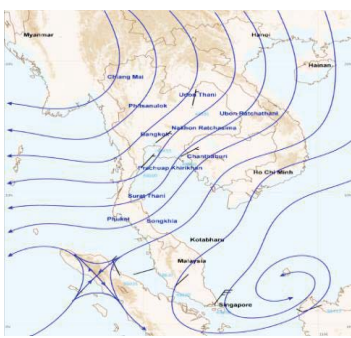 Myanmar
Hanoi
Hainan
Chiang Mai
Udon Thani
Phitsanulok
Ubon Ratchathani
Nakhon Ratchasima
Bangkok
Chanthaburi
Prachuap Khirikhan
Ho Chi Minh
Surat Thani
Phuket
Songkhla
Kotabharu
Malaysia
Singapore